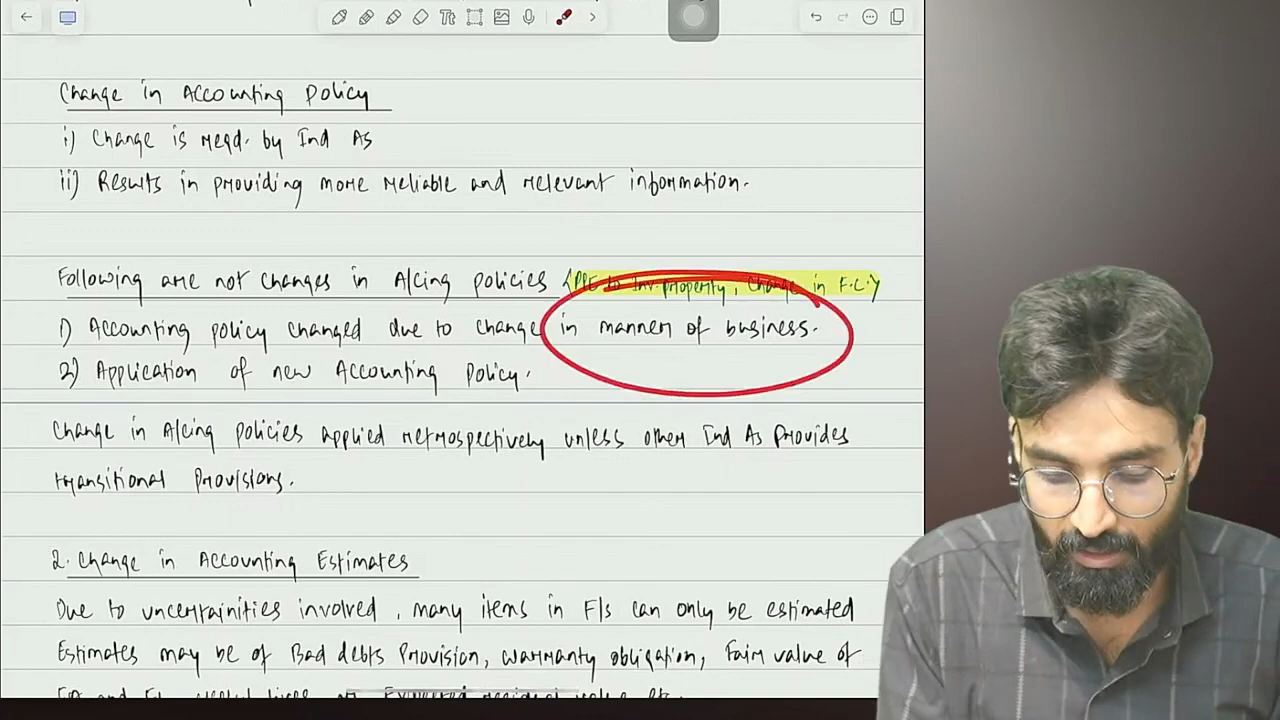 Change in Accounting Policy
i) Change is reqd. by Ind As
ii) Results in providing more reliable and relevant information.
Following are not changes in A/cing policies {PPE to Inv. Property, Change in F.C.}
1) Accounting policy changed due to change in manner of business.
2) Application of new Accounting Policy.
Change in A/cing policies applied retrospectively unless other Ind As Provides
transitional Provisions.
2. Change in Accounting Estimates
Due to uncertainities involved, many items in F/s can only be estimated
Estimates may be of Bad debts Provision, warranty obligation, Fair value of